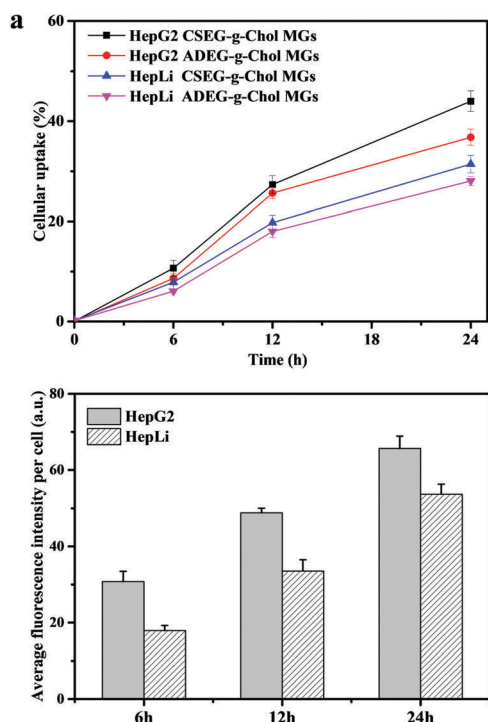 a
HepG2 CSEG-g-Chol MGs
HepG2 ADEG-g-Chol MGs
HepLi CSEG-g-Chol MGs
HepLi ADEG-g-Chol MGs
Cellular uptake (%)
60
40
20
0
0 6 12 18 24
Time (h)
Average fluorescence intensity per cell (a.u.)
80
60
40
20
0
HepG2
HepLi
6h 12h 24h